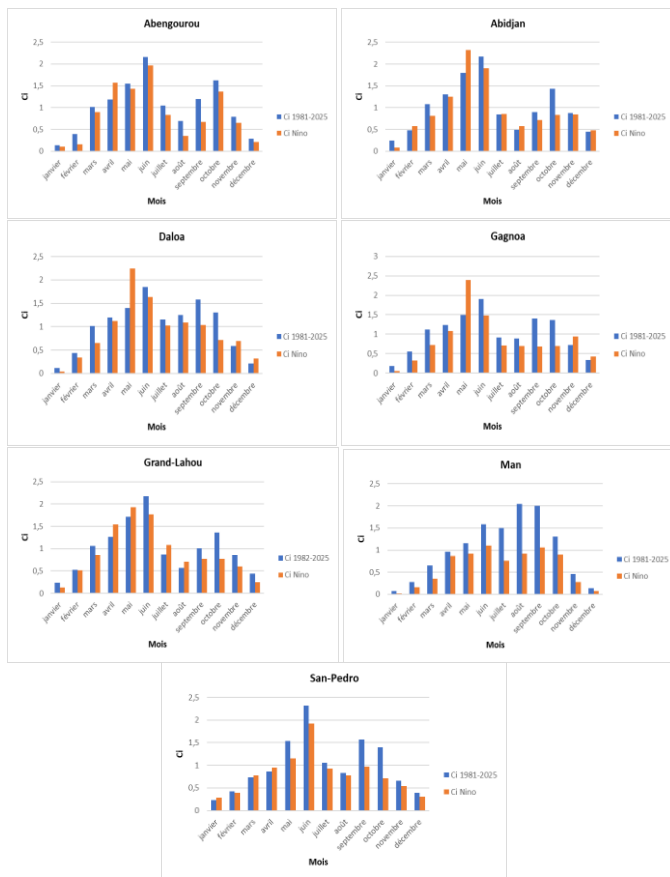 Abengourou
2,5
2
1,5
1
0,5
0
Ci
janvier
février
mars
avril
mai
juin
juillet
août
septembre
octobre
novembre
décembre
Mois
Ci 1981-2025
Ci Nino
Abidjan
2,5
2
1,5
1
0,5
0
Ci
janvier
février
mars
avril
mai
juin
juillet
août
septembre
octobre
novembre
décembre
Mois
Ci 1981-2025
Ci Nino
Daloa
2,5
2
1,5
1
0,5
0
Ci
janvier
février
mars
avril
mai
juin
juillet
août
septembre
octobre
novembre
décembre
Mois
Ci 1981-2025
Ci Nino
Gagnoa
3
2,5
2
1,5
1
0,5
0
Ci
janvier
février
mars
avril
mai
juin
juillet
août
septembre
octobre
novembre
décembre
Mois
Ci 1981-2025
Ci Nino
Grand-Lahou
2,5
2
1,5
1
0,5
0
Ci
janvier
février
mars
avril
mai
juin
juillet
août
septembre
octobre
novembre
décembre
Mois
Ci 1982-2025
Ci Nino
Man
2,5
2
1,5
1
0,5
0
Ci
janvier
février
mars
avril
mai
juin
juillet
août
septembre
octobre
novembre
décembre
Mois
Ci 1981-2025
Ci Nino
San-Pedro
2,5
2
1,5
1
0,5
0
Ci
janvier
février
mars
avril
mai
juin
juillet
août
septembre
octobre
novembre
décembre
Mois
Ci 1981-2025
Ci Nino